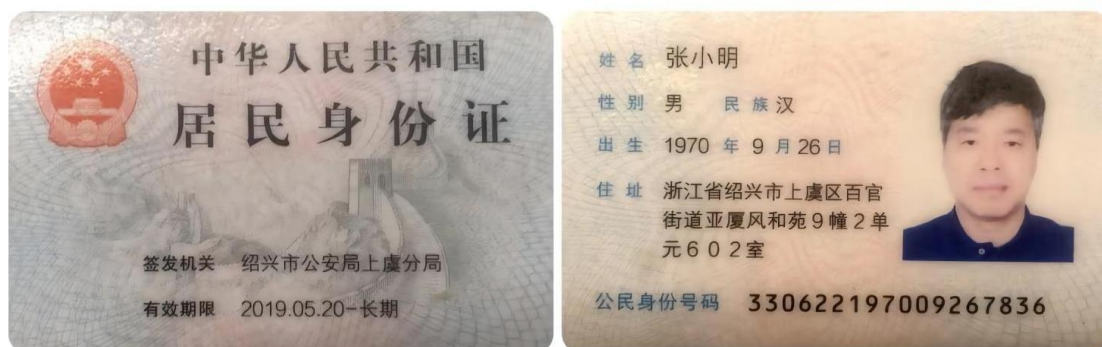 中华人民共和国
居民身份证
签发机关 绍兴市公安局上虞分局
有效期限 2019.05.20-长期
姓名 张小明
性别 男 民族 汉
出生 1970 年 9 月 26 日
住址 浙江省绍兴市上虞区百官
街道亚厦风和苑9幢2单
元602室
公民身份号码 330622197009267836